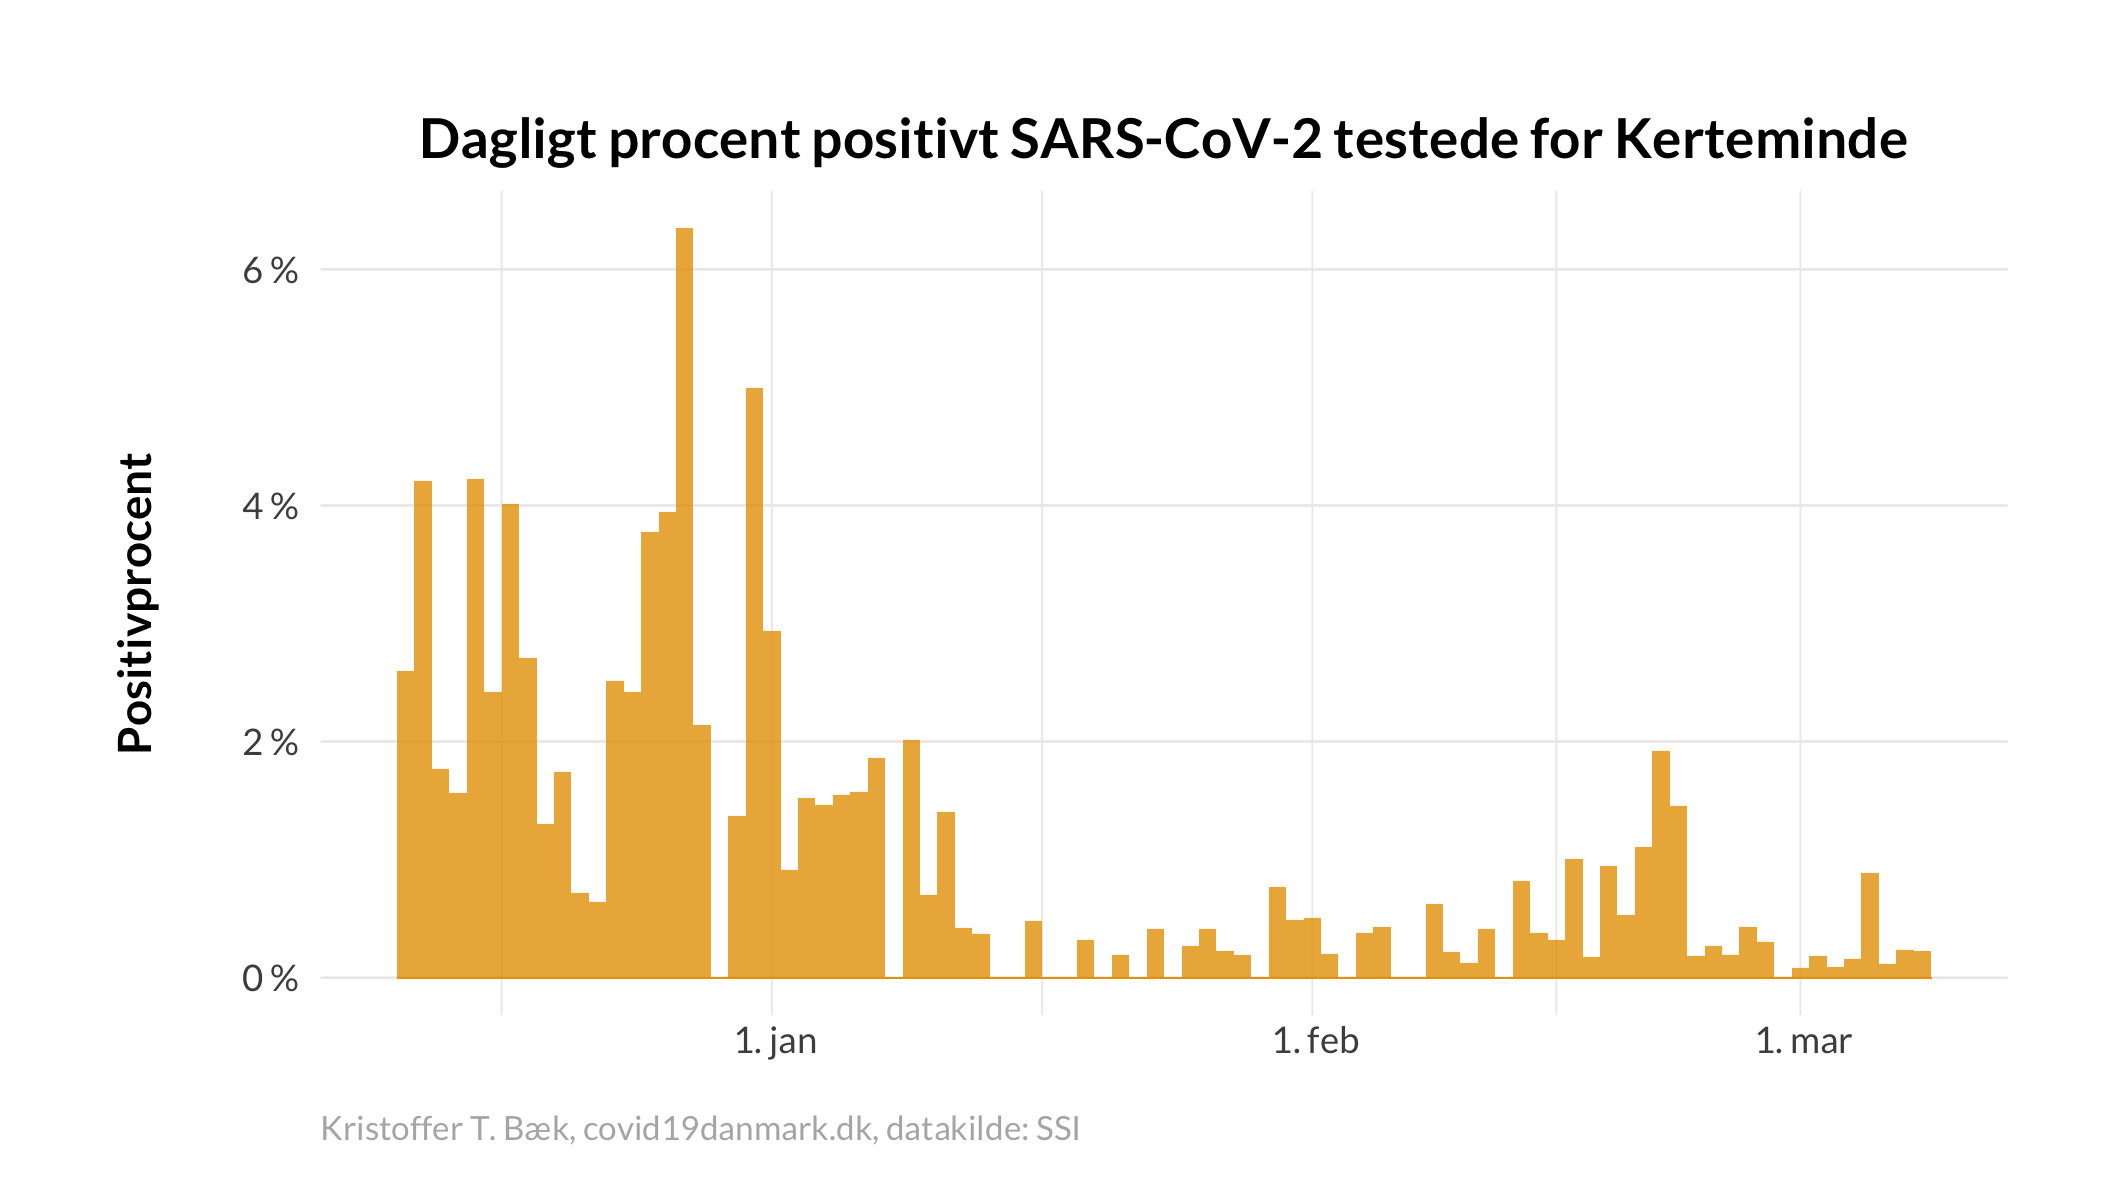 Dagligt procent positivt SARS-CoV-2 testede for Kerteminde
Positivprocent
6 %
4 %
2 %
0 %
1. jan
1. feb
1. mar
Kristoffer T. Bæk, covid19danmark.dk, datakilde: SSI